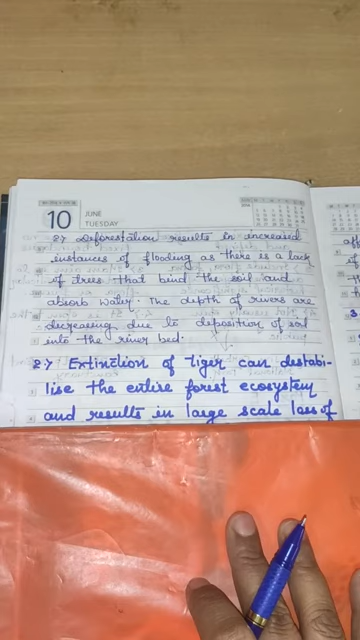 10
JUNE
TUESDAY
2.7 Deforestation results in increased
instances of flooding as there is a lack
of trees that bind the soil and
absorb water. The depth of rivers are
decreasing due to deposition of soil
into the river bed.
2.7 Extinction of tiger can destabi-
lise the entire forest ecosystem
and results in large scale loss of